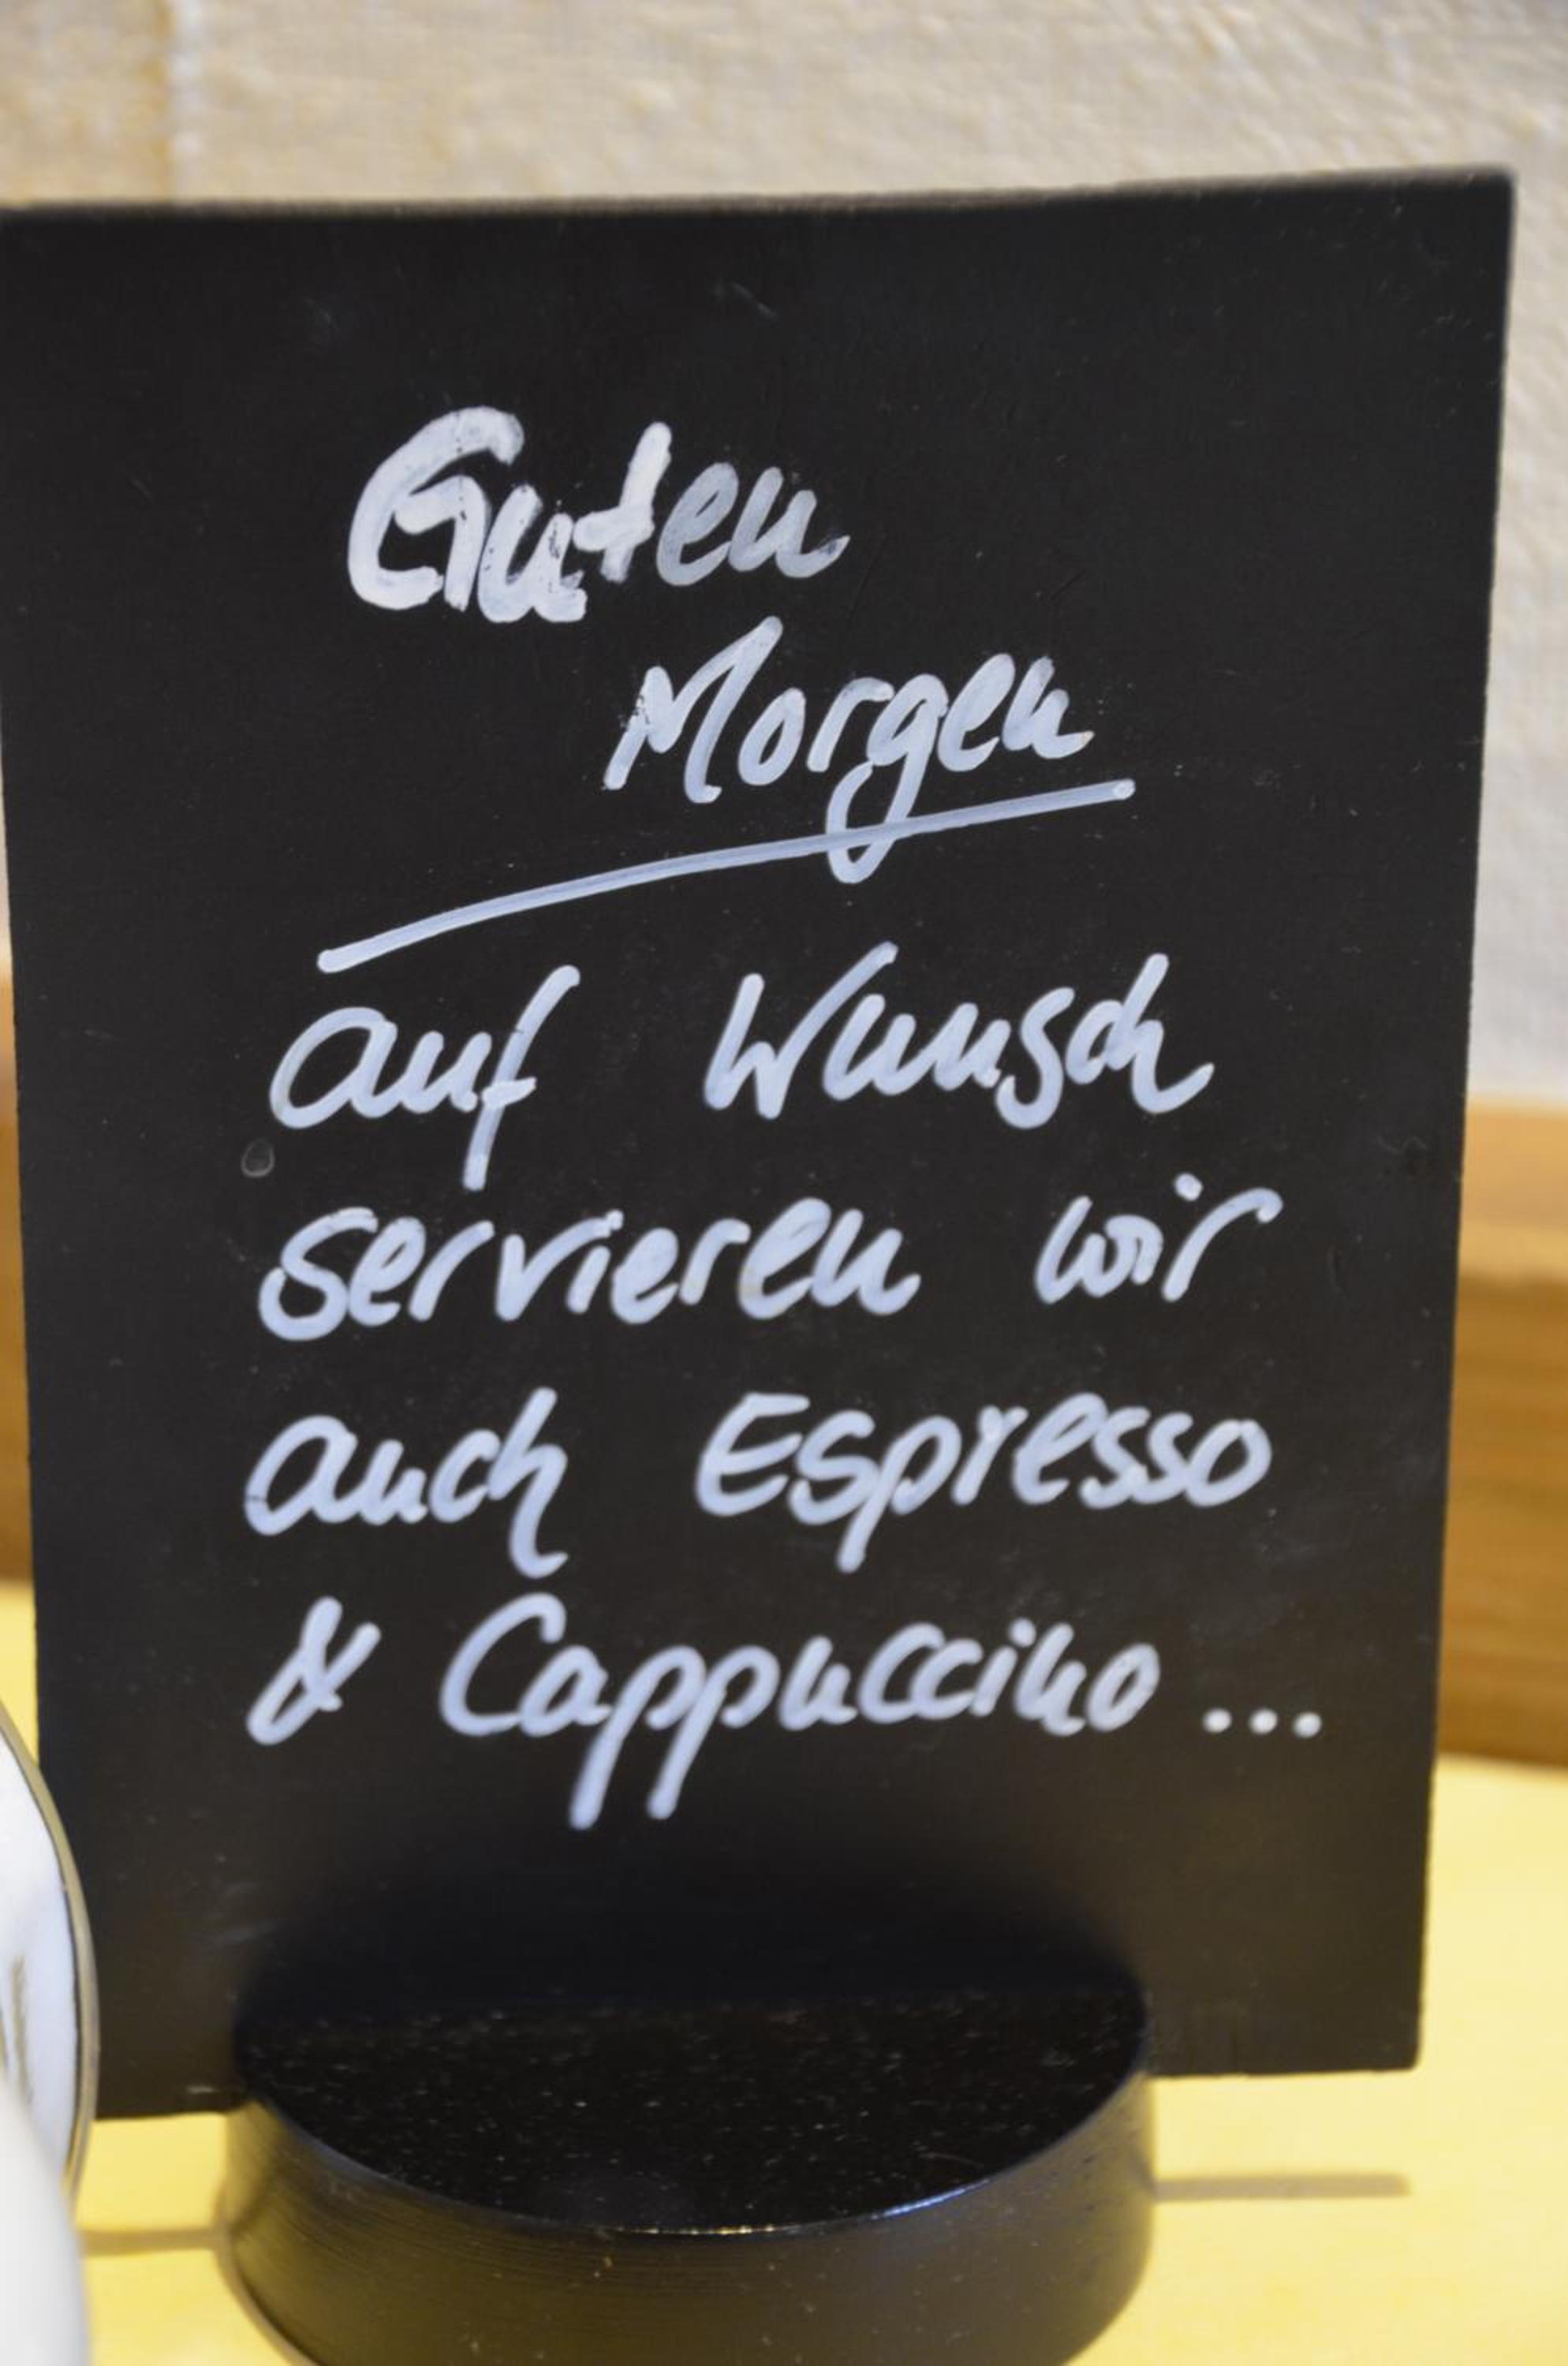 Guten
Morgen
auf Wunsch
servieren wir
auch Espresso
& Cappuccino ...